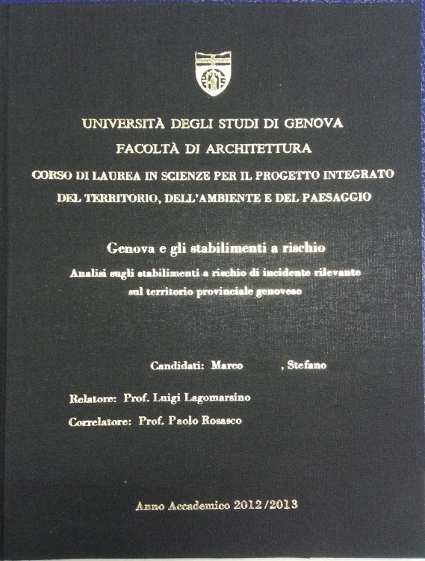 UNIVERSITÀ DEGLI STUDI DI GENOVA
FACOLTÀ DI ARCHITETTURA
CORSO DI LAUREA IN SCIENZE PER IL PROGETTO INTEGRATO
DEL TERRITORIO, DELL'AMBIENTE E DEL PAESAGGIO
Genova e gli stabilimenti a rischio
Analisi sugli stabilimenti a rischio di incidente rilevante
sul territorio provinciale genovese
Candidati: Marco , Stefano
Relatore: Prof. Luigi Lagomarsino
Correlatore: Prof. Paolo Rosasco
Anno Accademico 2012/2013